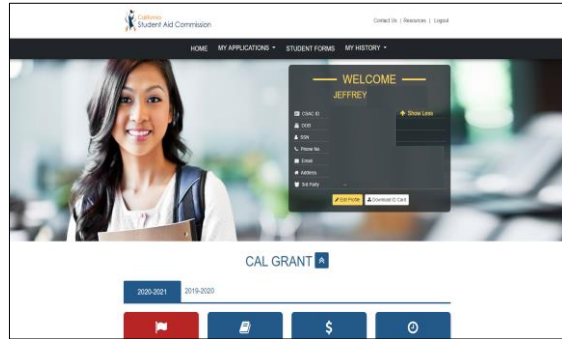 California
Student Aid Commission
Contact Us | Resources | Logout
HOME MY APPLICATIONS STUDENT FORMS MY HISTORY
WELCOME
JEFFREY
CSAC ID
Show Less
DOB
SSN
Phone No.
Email
Address
3rd Party
Edit Profile
Download ID Card
CAL GRANT
2020-2021
2019-2020